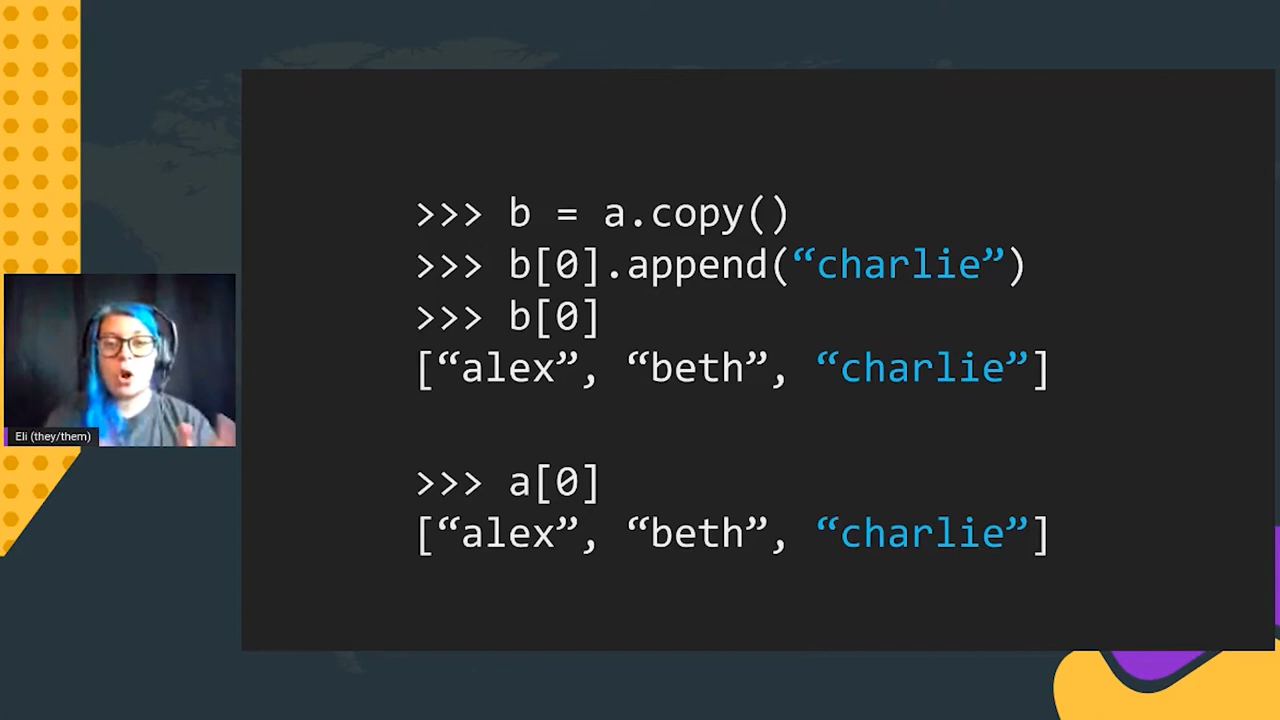 >>> b = a.copy()
>>> b[0].append(“charlie”)
>>> b[0]
[“alex”, “beth”, “charlie”]
>>> a[0]
[“alex”, “beth”, “charlie”]
Eli (they/them)